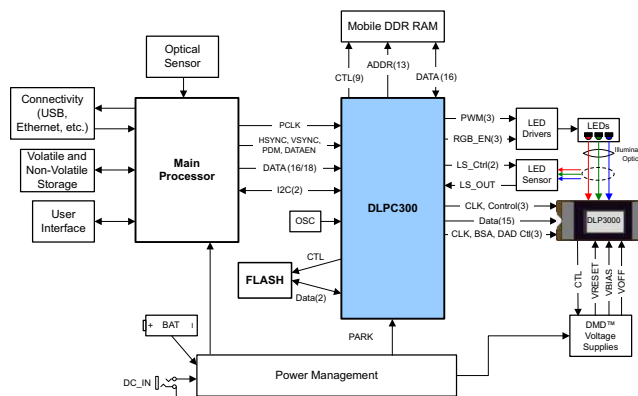 Mobile DDR RAM
Optical
Sensor
CTL(9)
ADDR(13)
DATA(16)
Connectivity
(USB,
Ethernet, etc.)
Volatile and
Non-Volatile
Storage
User
Interface
Main
Processor
PCLK
HSYNC, VSYNC,
PDM, DATAEN
DATA(16/18)
I2C(2)
OSC
FLASH
CTL
Data(2)
DLPC300
PWM(3)
RGB_EN(3)
LS_Ctrl(2)
LS_OUT
CLK, Control(3)
Data(15)
CLK, BSA, DAD Ctl(3)
LED
Drivers
LED
Sensor
LEDs
DLP3000
CTL
VRESET
VBIAS
VOFF
DMD™
Voltage
Supplies
PARK
+ BAT –
DC_IN
Power Management